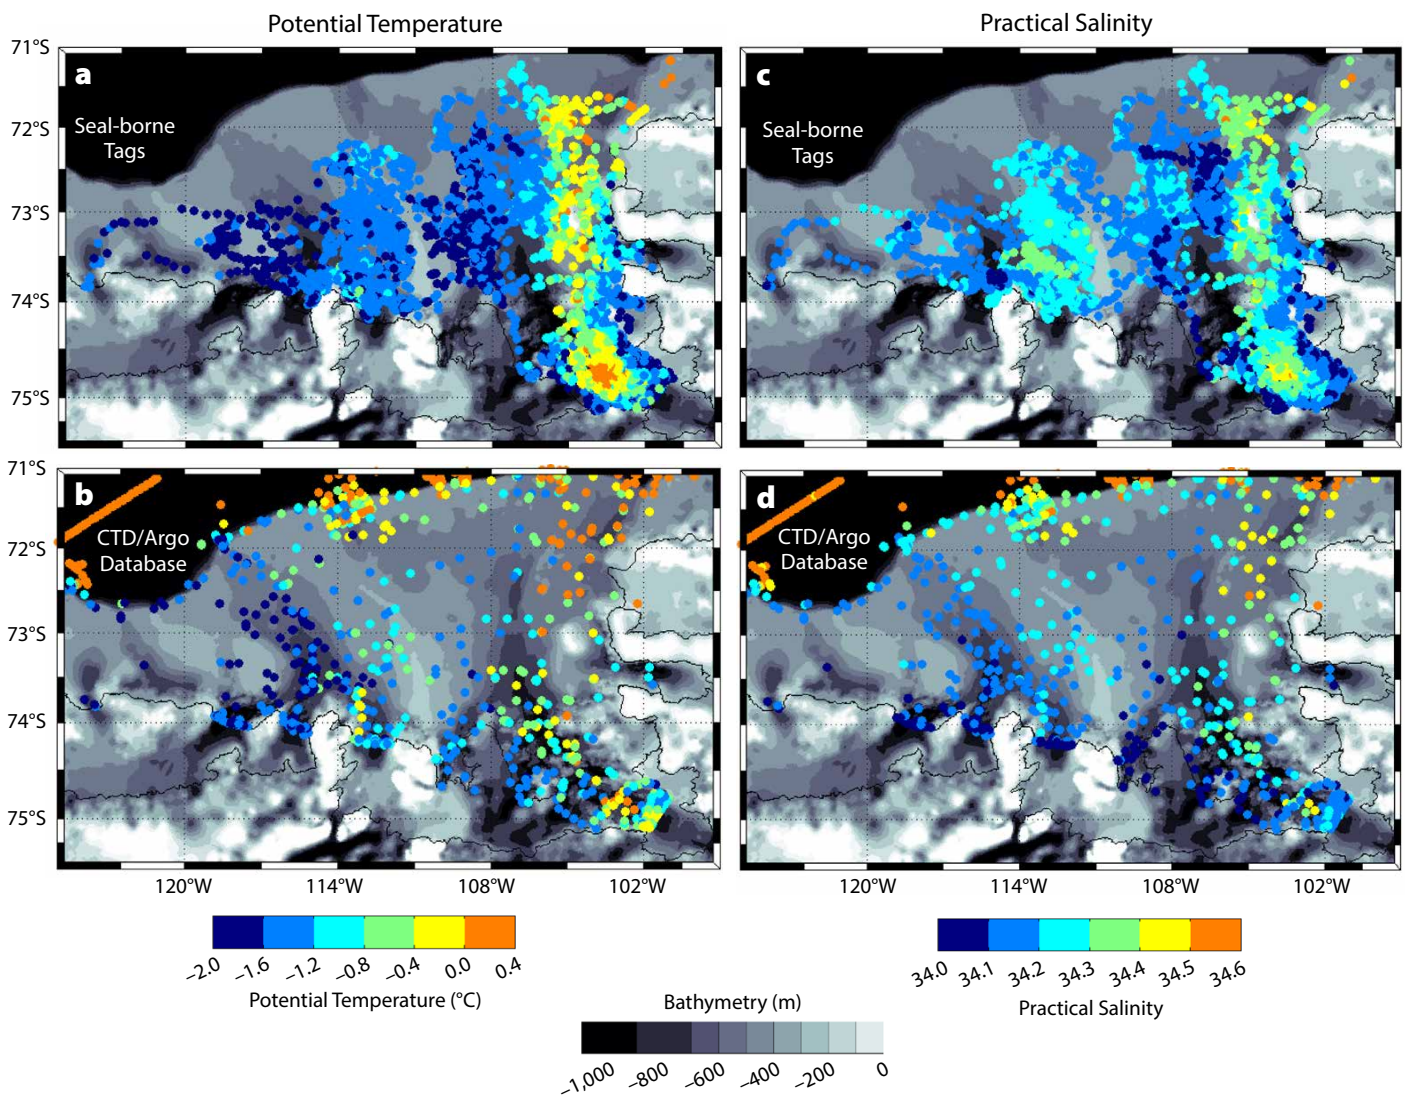 Potential Temperature
Practical Salinity
71°S
a
c
Seal-borne
Tags
Seal-borne
Tags
72°S
73°S
74°S
75°S
71°S
b
d
CTD/Argo
Database
CTD/Argo
Database
72°S
73°S
74°S
75°S
120°W 114°W 108°W 102°W
120°W 114°W 108°W 102°W
–2.0 –1.6 –1.2 –0.8 –0.4 0.0 0.4
Potential Temperature (°C)
34.0 34.1 34.2 34.3 34.4 34.5 34.6
Practical Salinity
Bathymetry (m)
–1,000 –800 –600 –400 –200 0